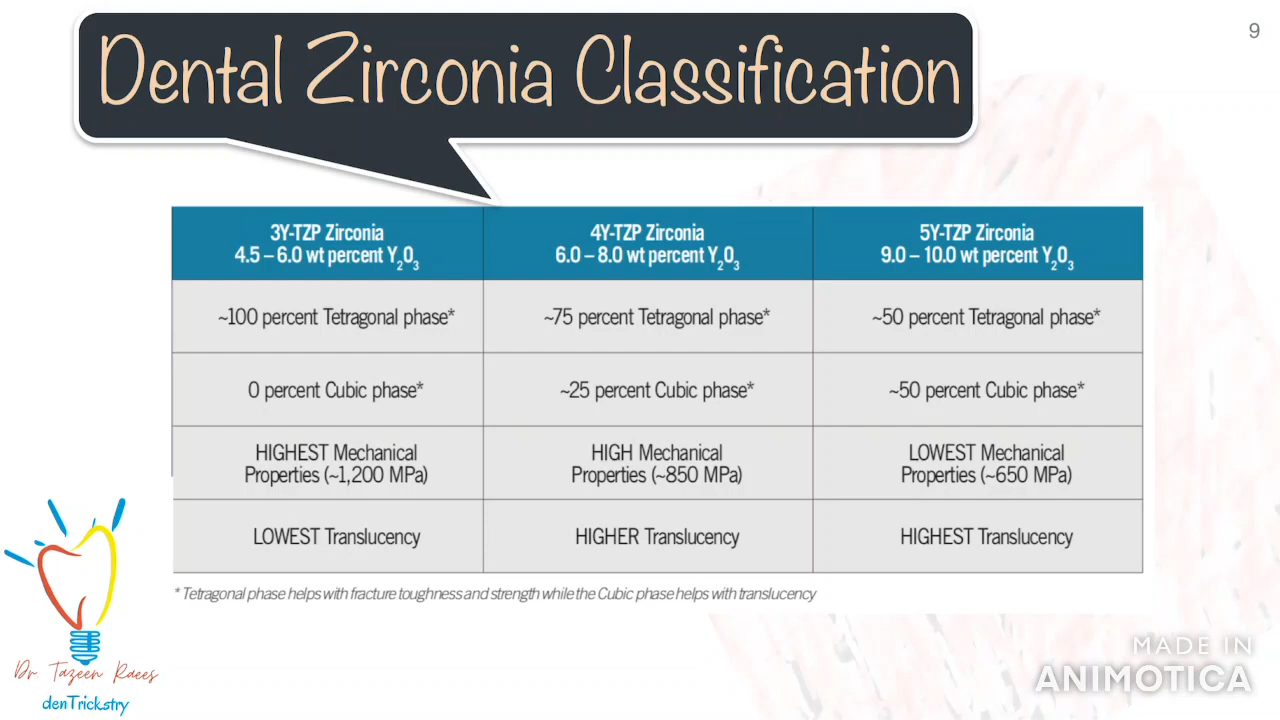 9
Dental Zirconia Classification
3Y-TZP Zirconia
4.5 – 6.0 wt percent Y₂O₃
4Y-TZP Zirconia
6.0 – 8.0 wt percent Y₂O₃
5Y-TZP Zirconia
9.0 – 10.0 wt percent Y₂O₃
~100 percent Tetragonal phase*
~75 percent Tetragonal phase*
~50 percent Tetragonal phase*
0 percent Cubic phase*
~25 percent Cubic phase*
~50 percent Cubic phase*
HIGHEST Mechanical
Properties (~1,200 MPa)
HIGH Mechanical
Properties (~850 MPa)
LOWEST Mechanical
Properties (~650 MPa)
LOWEST Translucency
HIGHER Translucency
HIGHEST Translucency
* Tetragonal phase helps with fracture toughness and strength while the Cubic phase helps with translucency
Dr Tazeen Raees
denTrickstry
MADE IN
ANIMOTICA